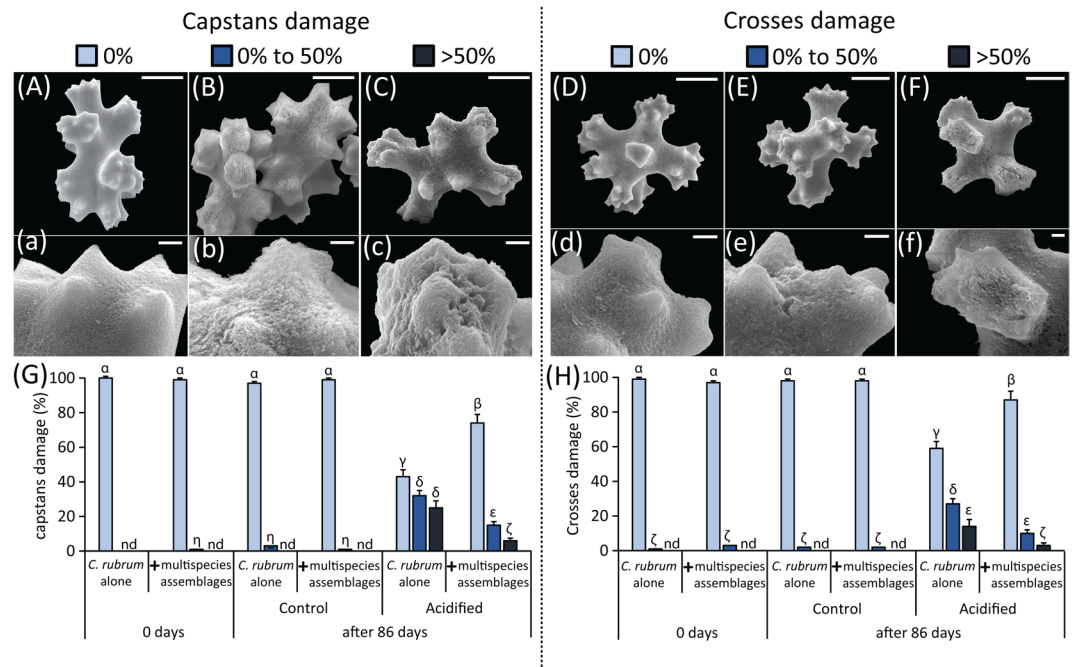 Capstans damage
0% 0% to 50% >50%
(A) (B) (C)
(a) (b) (c)
Crosses damage
0% 0% to 50% >50%
(D) (E) (F)
(d) (e) (f)
(G)
capstans damage (%)
100
80
60
40
20
0
α α α α γ δ δ β ε ζ
nd η nd η nd η nd
C. rubrum alone
+multispecies assemblages
C. rubrum alone
+multispecies assemblages
C. rubrum alone
+multispecies assemblages
Control Acidified
0 days after 86 days
(H)
Crosses damage (%)
100
80
60
40
20
0
α α α α γ δ ε β ε ζ
ζ nd ζ nd ζ nd ζ nd
C. rubrum alone
+multispecies assemblages
C. rubrum alone
+multispecies assemblages
C. rubrum alone
+multispecies assemblages
Control Acidified
0 days after 86 days